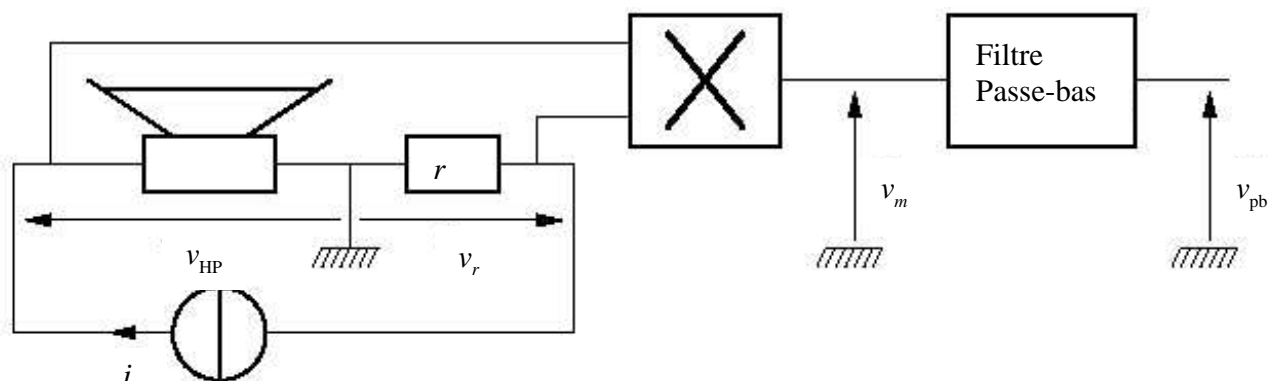 Filtre
Passe-bas
r
v_m
v_pb
v_HP
v_r
i